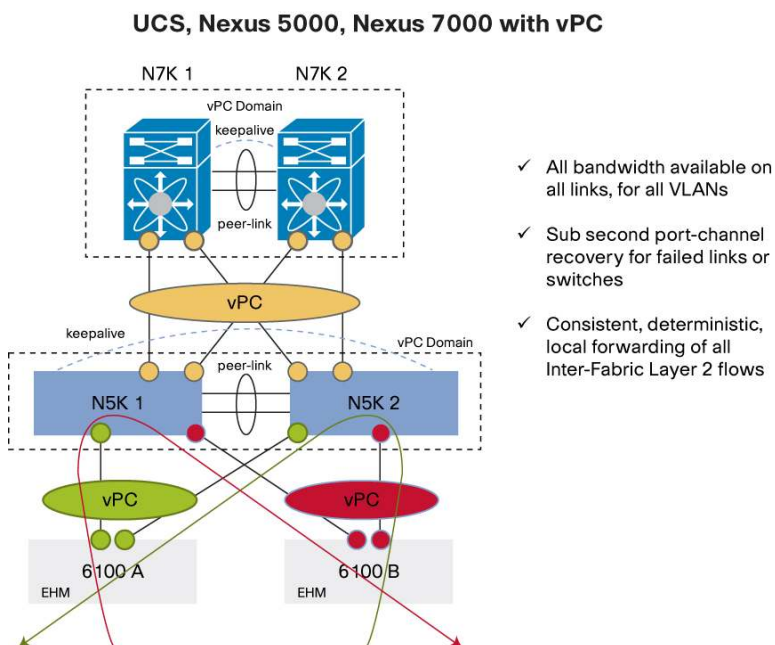 UCS, Nexus 5000, Nexus 7000 with vPC
N7K 1
N7K 2
vPC Domain
keepalive
peer-link
vPC
keepalive
vPC Domain
peer-link
N5K 1
N5K 2
vPC
vPC
6100 A
6100 B
EHM
EHM
✓ All bandwidth available on
all links, for all VLANs
✓ Sub second port-channel
recovery for failed links or
switches
✓ Consistent, deterministic,
local forwarding of all
Inter-Fabric Layer 2 flows